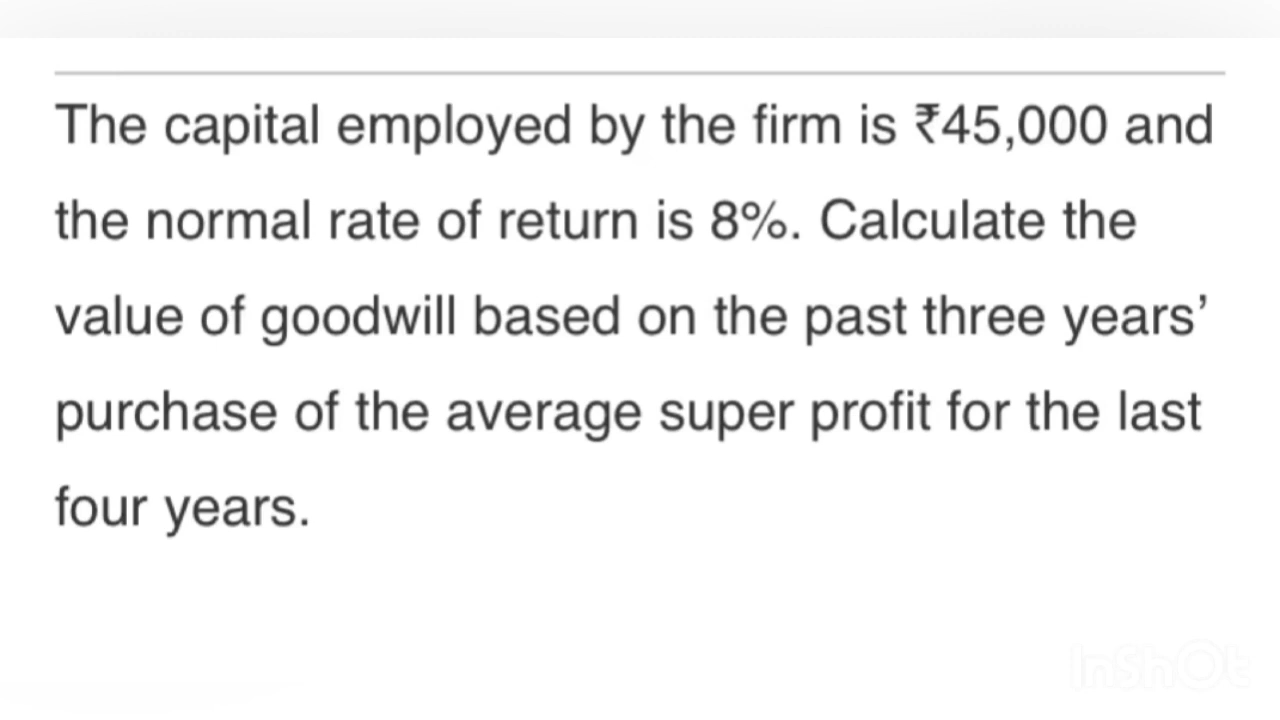 The capital employed by the firm is ₹45,000 and
the normal rate of return is 8%. Calculate the
value of goodwill based on the past three years’
purchase of the average super profit for the last
four years.
InShOt